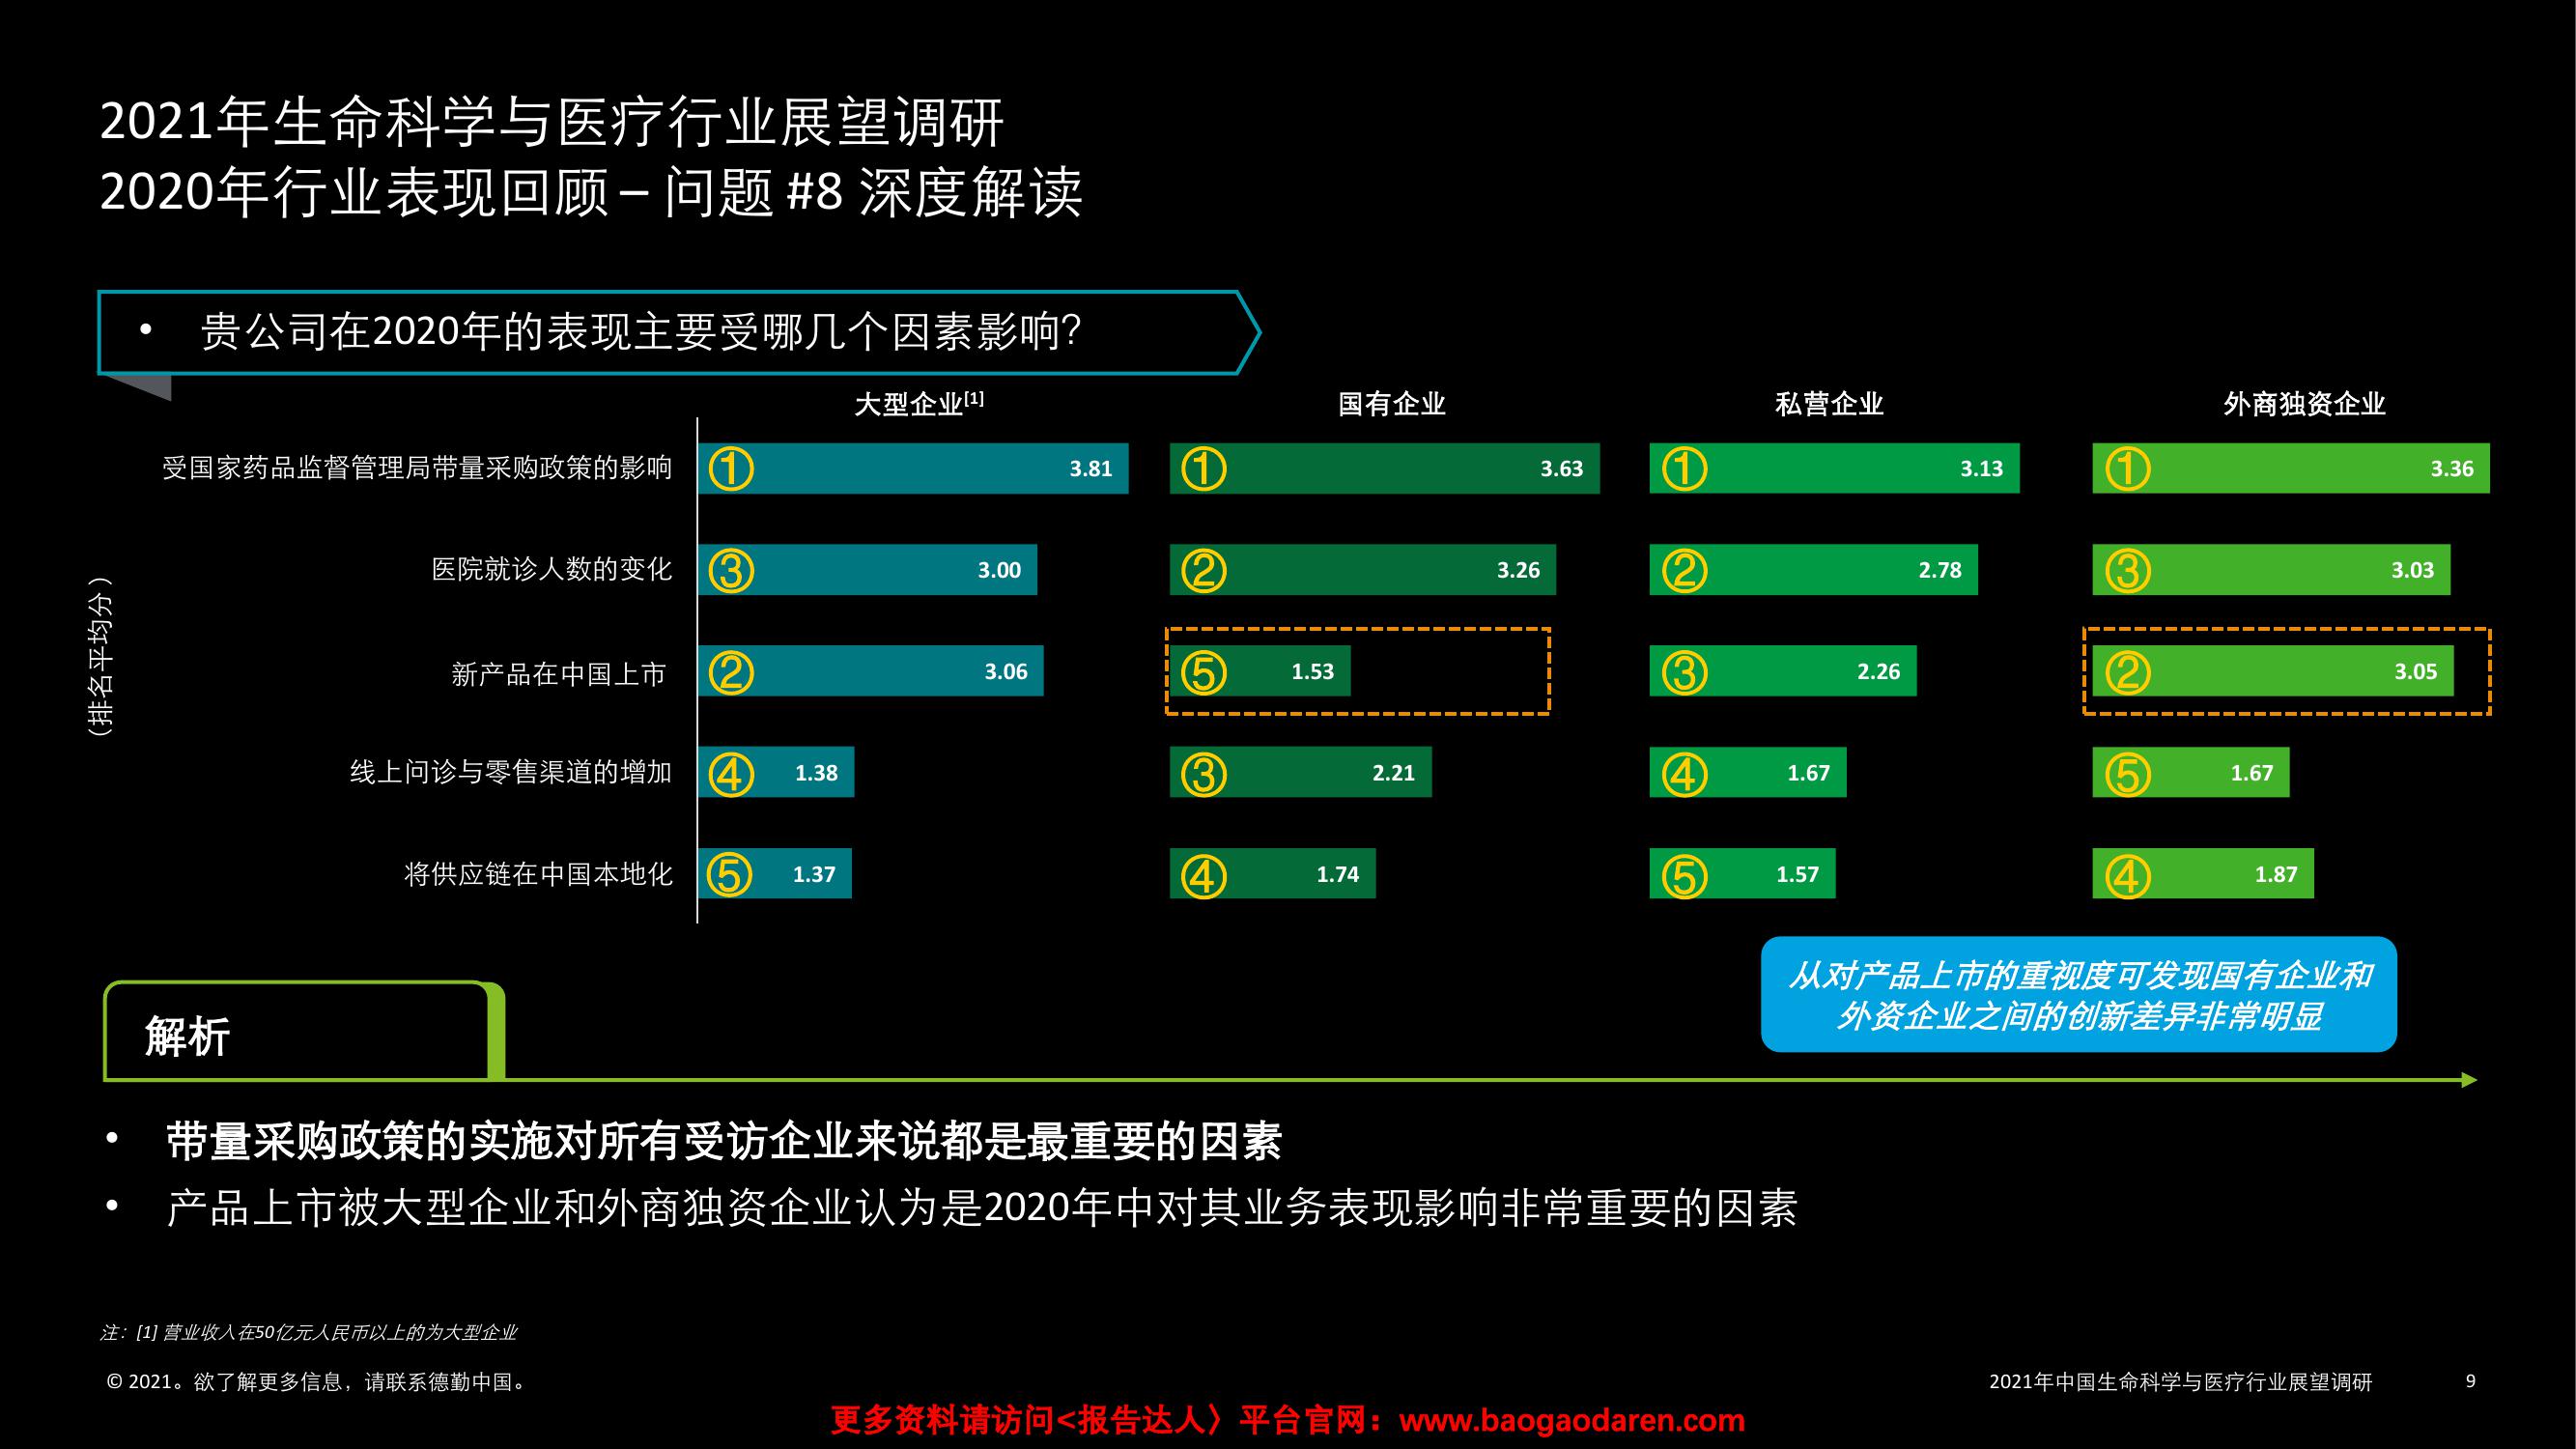 2021年生命科学与医疗行业展望调研
2020年行业表现回顾 – 问题 #8 深度解读
• 贵公司在2020年的表现主要受哪几个因素影响？
大型企业[1] 国有企业 私营企业 外商独资企业
（排名平均分）
受国家药品监督管理局带量采购政策的影响 ① 3.81 ① 3.63 ① 3.13 ① 3.36
医院就诊人数的变化 ③ 3.00 ② 3.26 ② 2.78 ③ 3.03
新产品在中国上市 ② 3.06 ⑤ 1.53 ③ 2.26 ② 3.05
线上问诊与零售渠道的增加 ④ 1.38 ③ 2.21 ④ 1.67 ⑤ 1.67
将供应链在中国本地化 ⑤ 1.37 ④ 1.74 ⑤ 1.57 ④ 1.87
从对产品上市的重视度可发现国有企业和
外资企业之间的创新差异非常明显
解析
• 带量采购政策的实施对所有受访企业来说都是最重要的因素
• 产品上市被大型企业和外商独资企业认为是2020年中对其业务表现影响非常重要的因素
注：[1] 营业收入在50亿元人民币以上的为大型企业
© 2021。欲了解更多信息，请联系德勤中国。
2021年中国生命科学与医疗行业展望调研 9
更多资料请访问<报告达人〉平台官网：www.baogaodaren.com